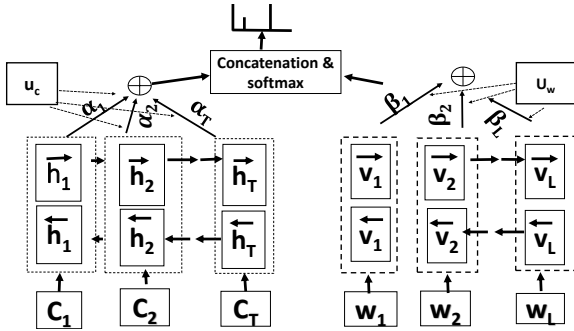 Concatenation &
softmax
u_c
U_w
α_1 α_2 α_T
β_1 β_2 β_L
→h_1 →h_2 →h_T →v_1 →v_2 →v_L
←h_1 ←h_2 ←h_T ←v_1 ←v_2 ←v_L
C_1 C_2 C_T w_1 w_2 w_L